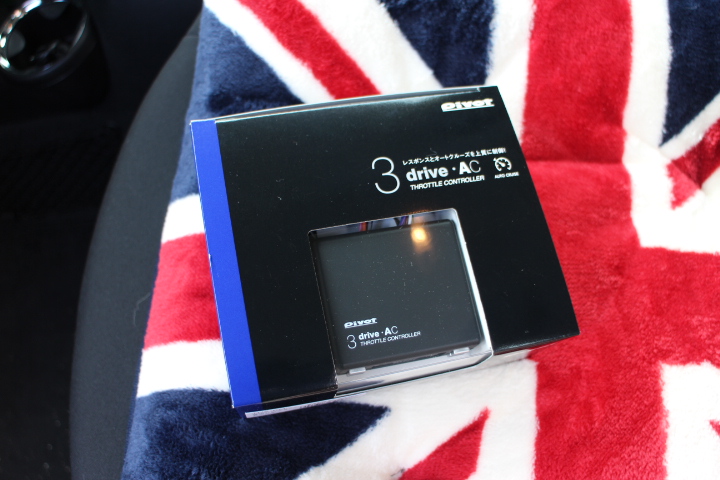 Pivot
レスポンスとオートクルーズを上質に制御!
3 drive・AC
THROTTLE CONTROLLER
AUTO CRUISE
Pivot
3 drive・AC
THROTTLE CONTROLLER